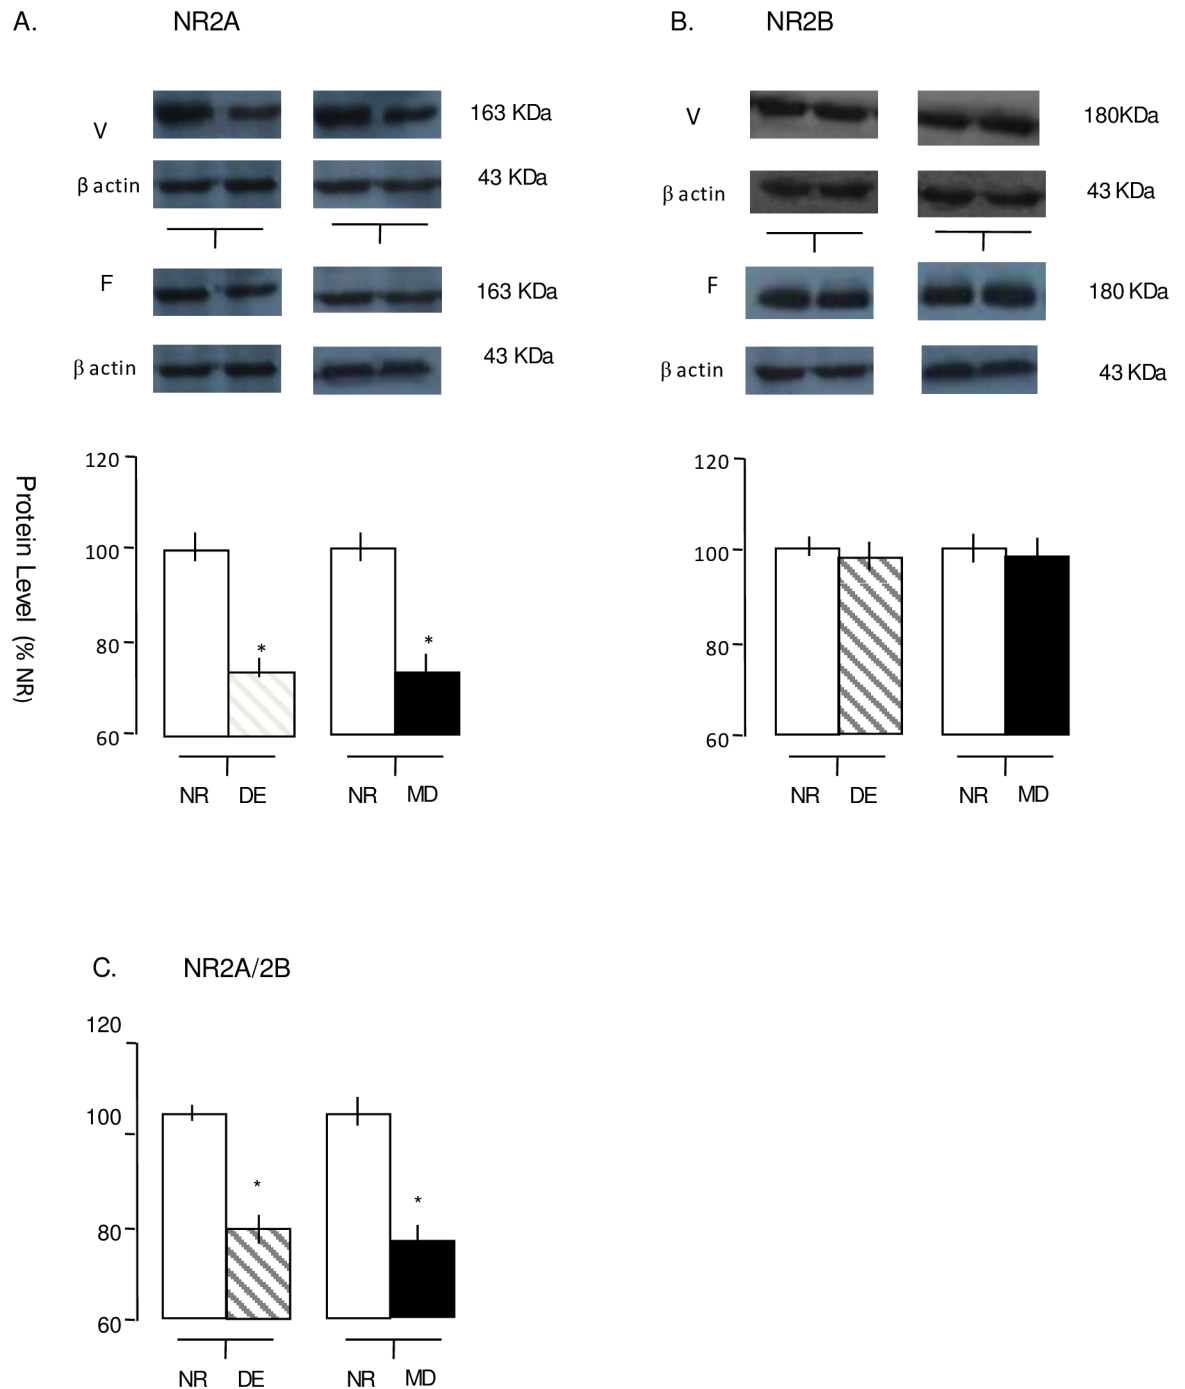 A. NR2A
B. NR2B
V
163 KDa
β actin
43 KDa
F
163 KDa
β actin
43 KDa
V
180KDa
β actin
43 KDa
F
180 KDa
β actin
43 KDa
Protein Level (% NR)
120
100
80
60
*
*
NR DE NR MD
120
100
80
60
NR DE NR MD
C. NR2A/2B
120
100
80
60
*
*
NR DE NR MD